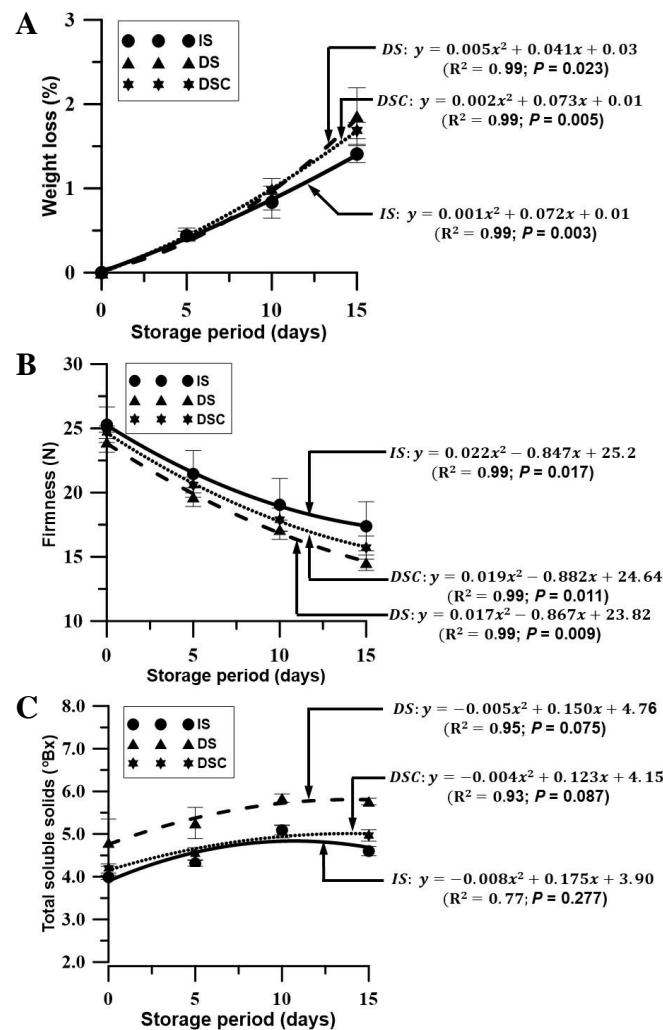 A
IS
DS
DSC
Weight loss (%)
3
2
1
0
0
5
10
15
Storage period (days)
DS: y = 0.005x² + 0.041x + 0.03
(R² = 0.99; P = 0.023)
DSC: y = 0.002x² + 0.073x + 0.01
(R² = 0.99; P = 0.005)
IS: y = 0.001x² + 0.072x + 0.01
(R² = 0.99; P = 0.003)
B
IS
DS
DSC
Firmness (N)
30
25
20
15
10
0
5
10
15
Storage period (days)
IS: y = 0.022x² − 0.847x + 25.2
(R² = 0.99; P = 0.017)
DSC: y = 0.019x² − 0.882x + 24.64
(R² = 0.99; P = 0.011)
DS: y = 0.017x² − 0.867x + 23.82
(R² = 0.99; P = 0.009)
C
IS
DS
DSC
Total soluble solids (°Bx)
8.0
7.0
6.0
5.0
4.0
3.0
2.0
0
5
10
15
Storage period (days)
DS: y = −0.005x² + 0.150x + 4.76
(R² = 0.95; P = 0.075)
DSC: y = −0.004x² + 0.123x + 4.15
(R² = 0.93; P = 0.087)
IS: y = −0.008x² + 0.175x + 3.90
(R² = 0.77; P = 0.277)